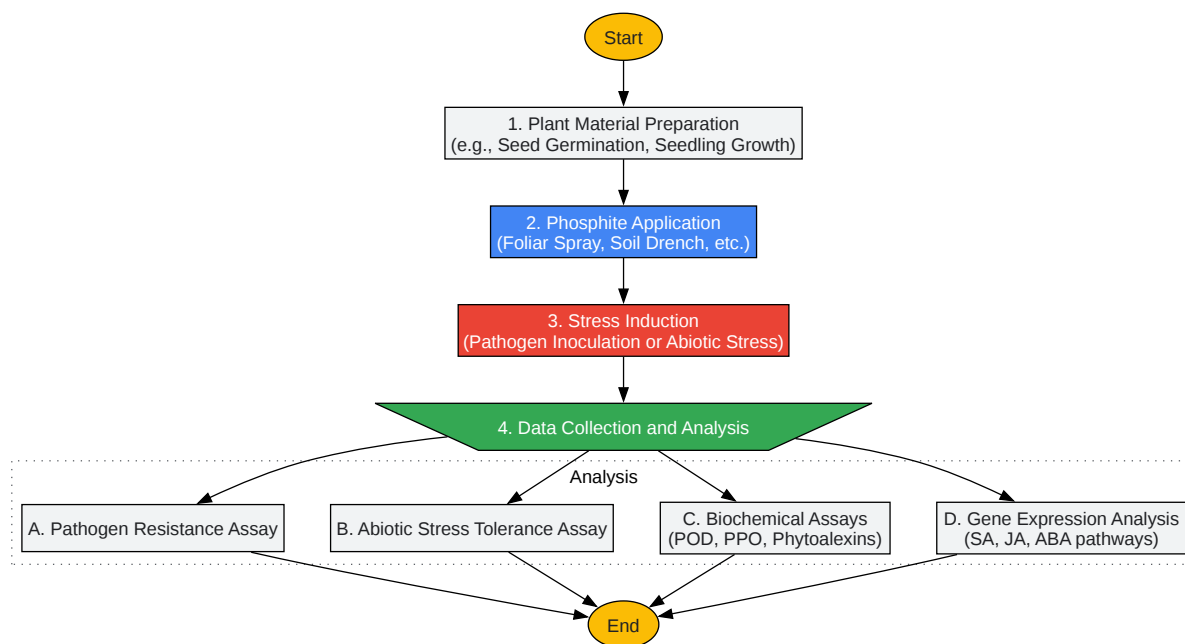 Start
1. Plant Material Preparation
(e.g., Seed Germination, Seedling Growth)
2. Phosphite Application
(Foliar Spray, Soil Drench, etc.)
3. Stress Induction
(Pathogen Inoculation or Abiotic Stress)
4. Data Collection and Analysis
Analysis
A. Pathogen Resistance Assay
B. Abiotic Stress Tolerance Assay
C. Biochemical Assays
(POD, PPO, Phytoalexins)
D. Gene Expression Analysis
(SA, JA, ABA pathways)
End